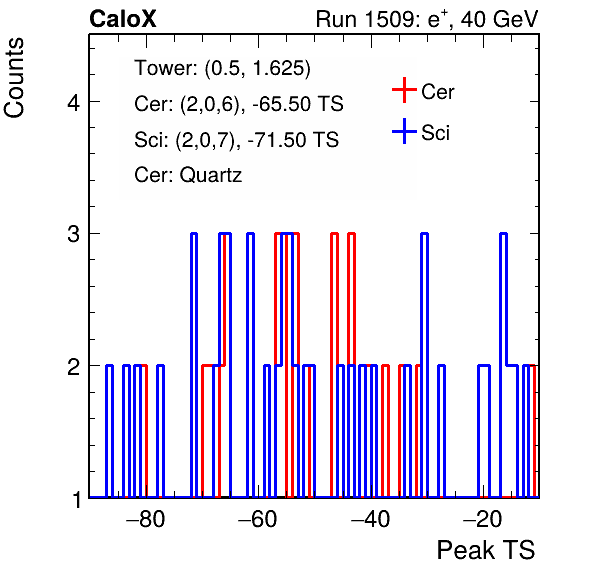 CaloX Run 1509: e+, 40 GeV
Counts
Tower: (0.5, 1.625)
Cer: (2,0,6), -65.50 TS
Sci: (2,0,7), -71.50 TS
Cer: Quartz
Cer
Sci
4
3
2
1
−80 −60 −40 −20
Peak TS